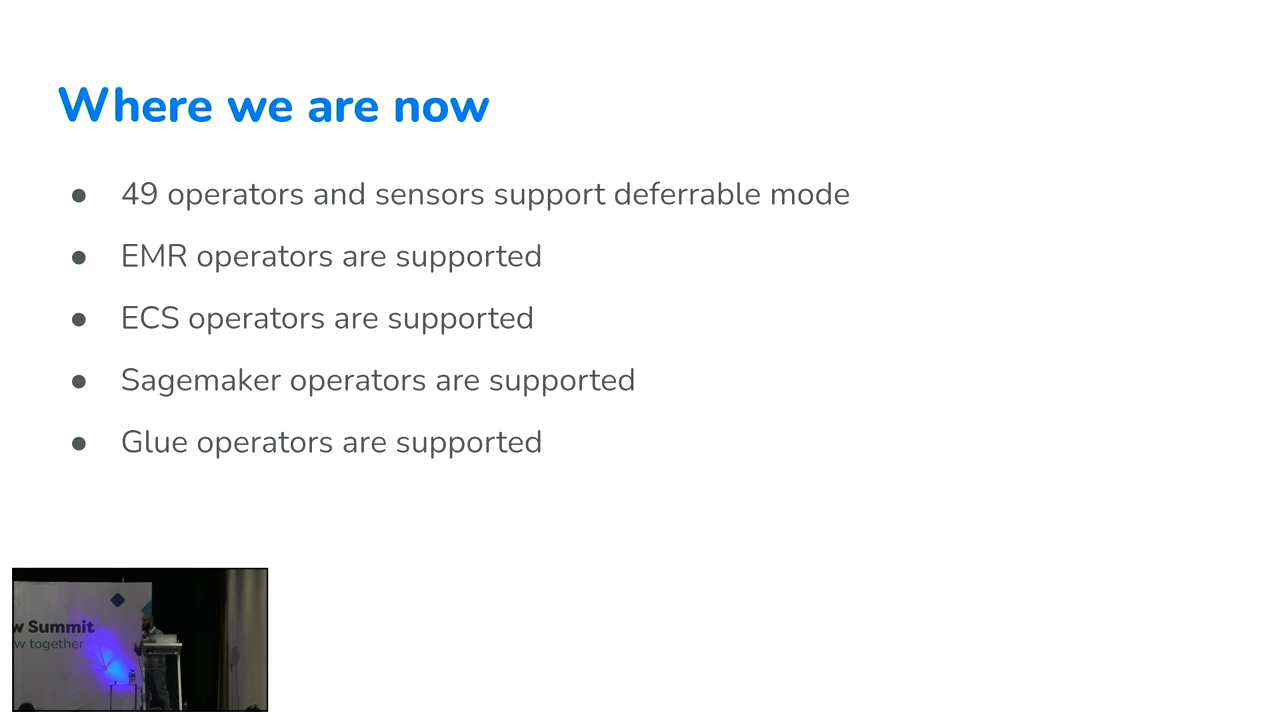 Where we are now
● 49 operators and sensors support deferrable mode
● EMR operators are supported
● ECS operators are supported
● Sagemaker operators are supported
● Glue operators are supported
w Summit
w together